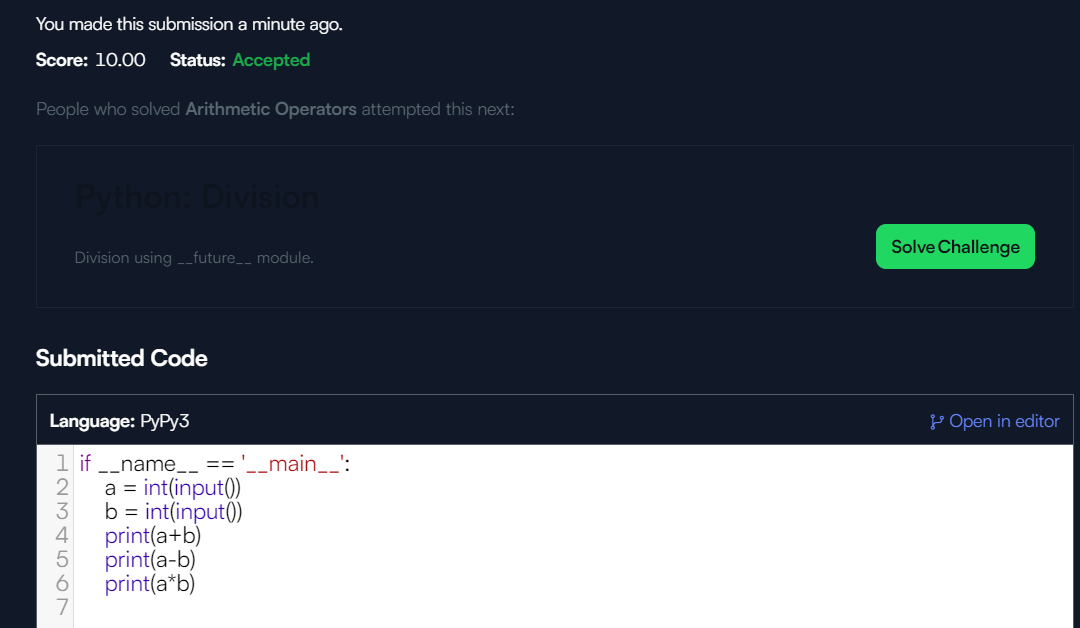 You made this submission a minute ago.
Score: 10.00 Status: Accepted
People who solved Arithmetic Operators attempted this next:
Python: Division
Division using __future__ module.
Solve Challenge
Submitted Code
Language: PyPy3 Open in editor
1 if __name__ == '__main__':
2 a = int(input())
3 b = int(input())
4 print(a+b)
5 print(a-b)
6 print(a*b)
7